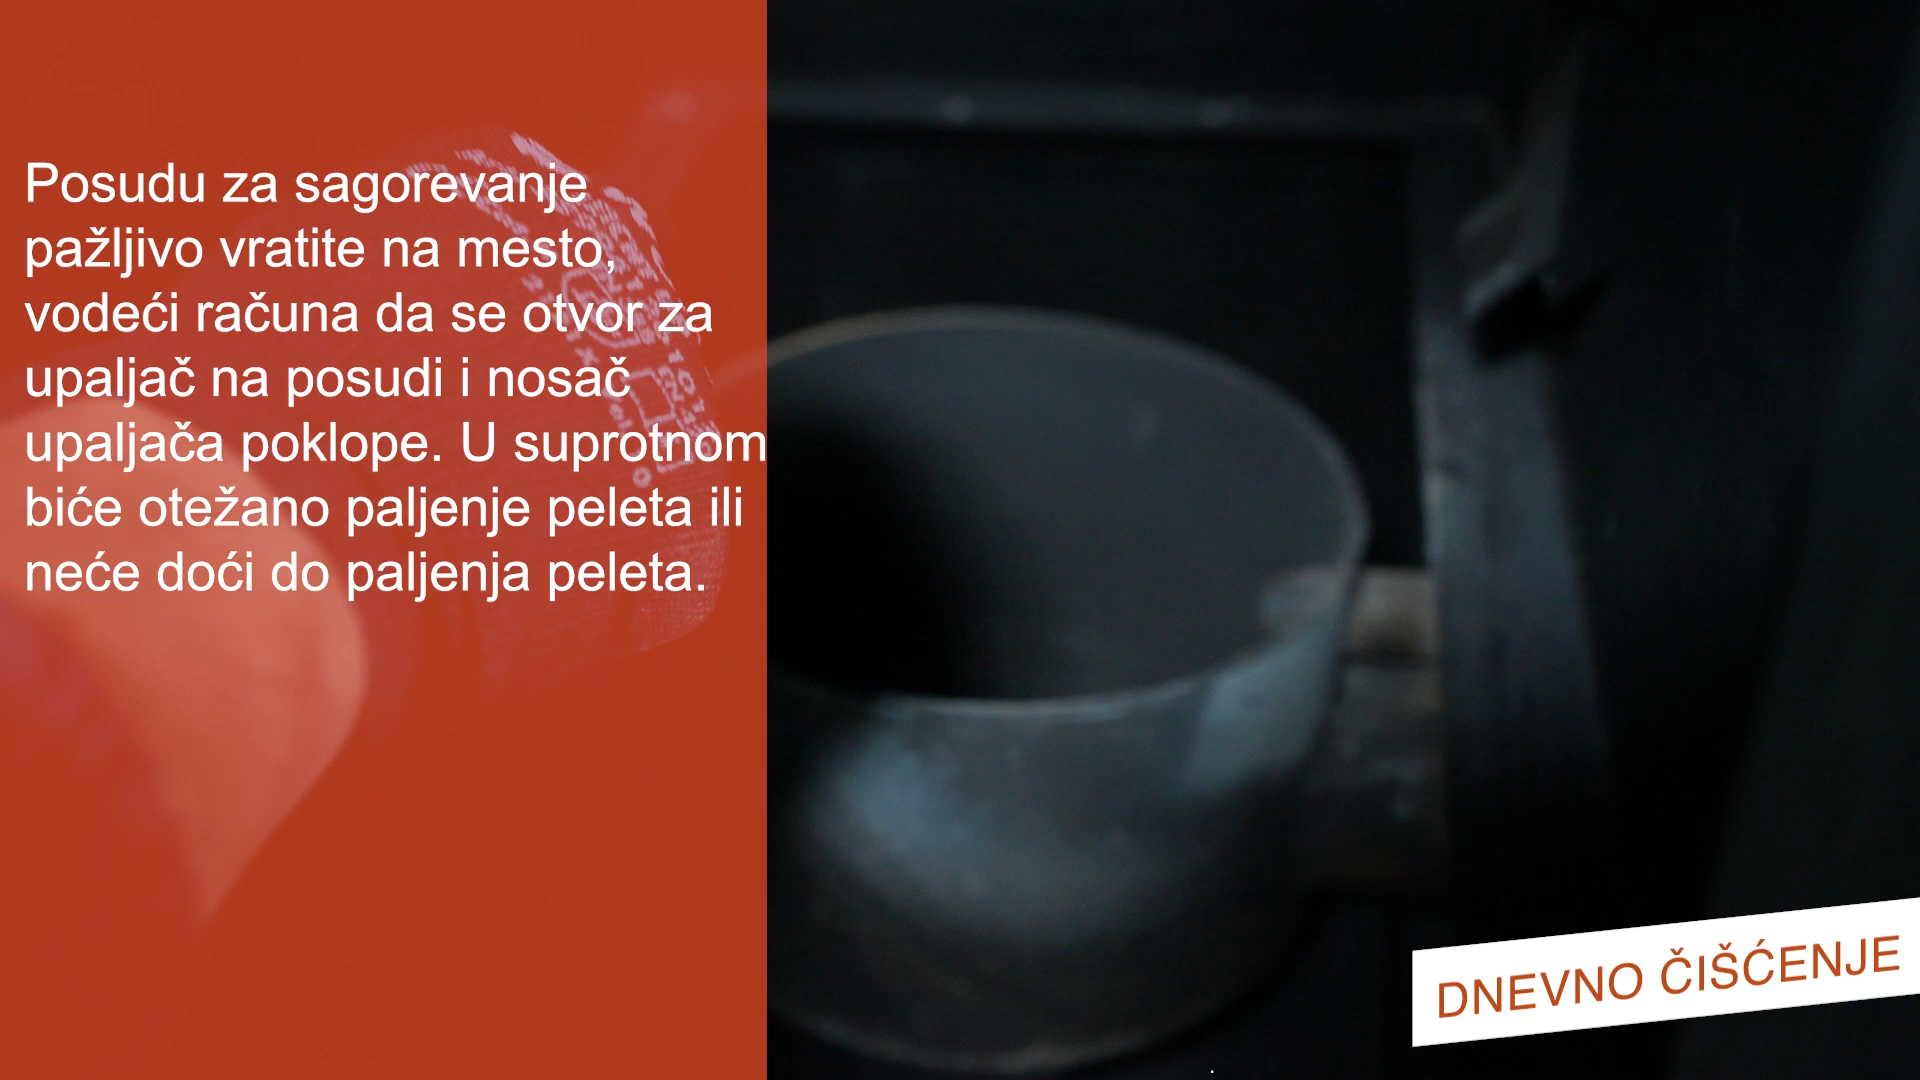 Posudu za sagorevanje
pažljivo vratite na mesto,
vodeći računa da se otvor za
upaljač na posudi i nosač
upaljača poklope. U suprotnom
biće otežano paljenje peleta ili
neće doći do paljenja peleta.
DNEVNO ČIŠĆENJE